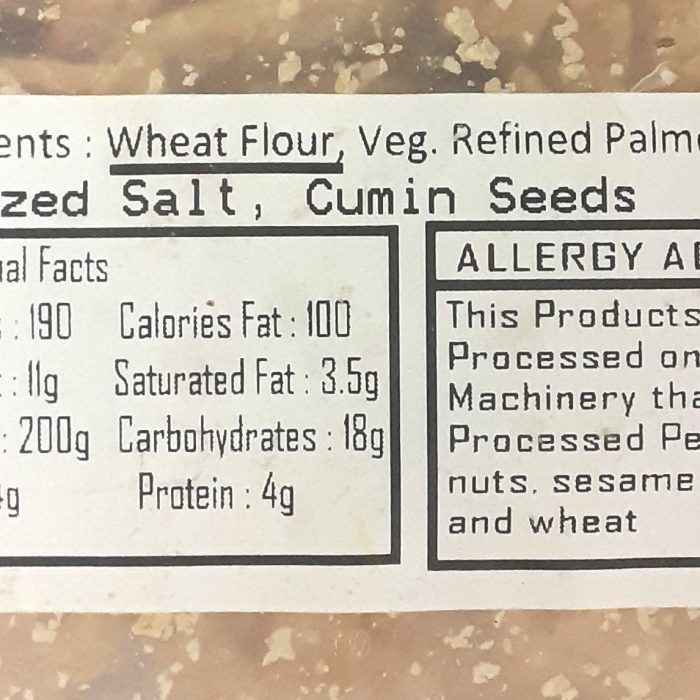 ents : Wheat Flour, Veg. Refined Palmo
zed Salt, Cumin Seeds
al Facts
: 190 Calories Fat : 100
: 11g Saturated Fat : 3.5g
: 200g Carbohydrates : 18g
g Protein : 4g
ALLERGY A
This Products
Processed on
Machinery tha
Processed Pe
nuts, sesame
and wheat